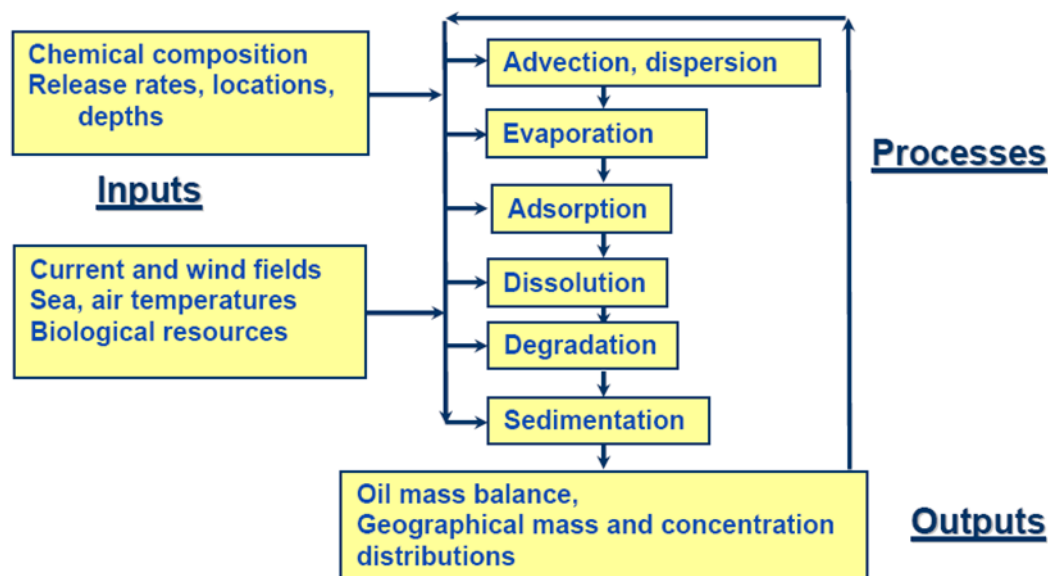 Chemical composition
Release rates, locations,
depths
Inputs
Current and wind fields
Sea, air temperatures
Biological resources
Advection, dispersion
Evaporation
Adsorption
Dissolution
Degradation
Sedimentation
Processes
Oil mass balance,
Geographical mass and concentration
distributions
Outputs